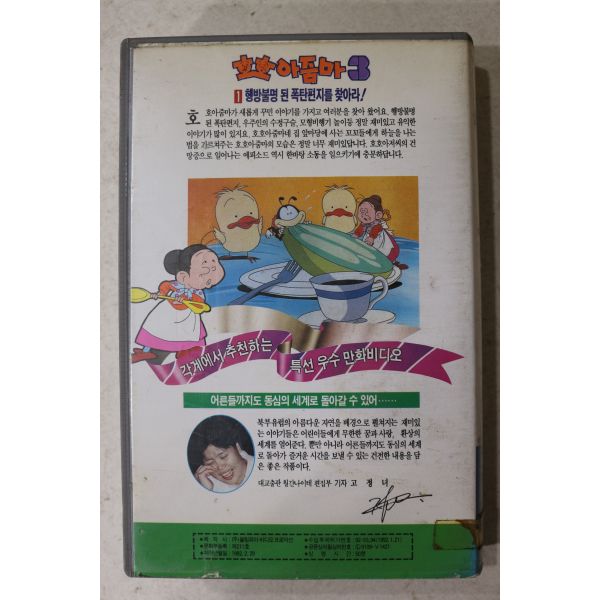 호호아줌마3
1 행방불명 된 폭탄편지를 찾아라!
호 호호아줌마가 새롭게 꾸민 이야기를 가지고 여러분을 찾아 왔어요. 행방불명
된 폭탄편지, 우주인의 수정구슬, 모형비행기 놀이등 정말 재미있고 유익한
이야기가 많이 있지요. 호호아줌마네 집 앞마당에 사는 꼬꼬들에게 하늘을 나는
법을 가르쳐주는 호호아줌마의 모습은 정말 너무 재미있답니다. 호호아저씨의 건
망증으로 일어나는 에피소드 역시 한바탕 소동을 일으키기에 충분하답니다.
각계에서 추천하는
특선 우수 만화비디오
어른들까지도 동심의 세계로 돌아갈 수 있어……
북부유럽의 아름다운 자연을 배경으로 펼쳐지는 재미있
는 이야기들은 어린이들에게 무한한 꿈과 사랑, 환상의
세계를 열어준다. 뿐만 아니라 어른들까지도 동심의 세계
로 돌아가 즐거운 시간을 보낼 수 있는 건전한 내용을 담
은 좋은 작품이다.
대교출판 월간나이테 편집부 기자 고 정 녀